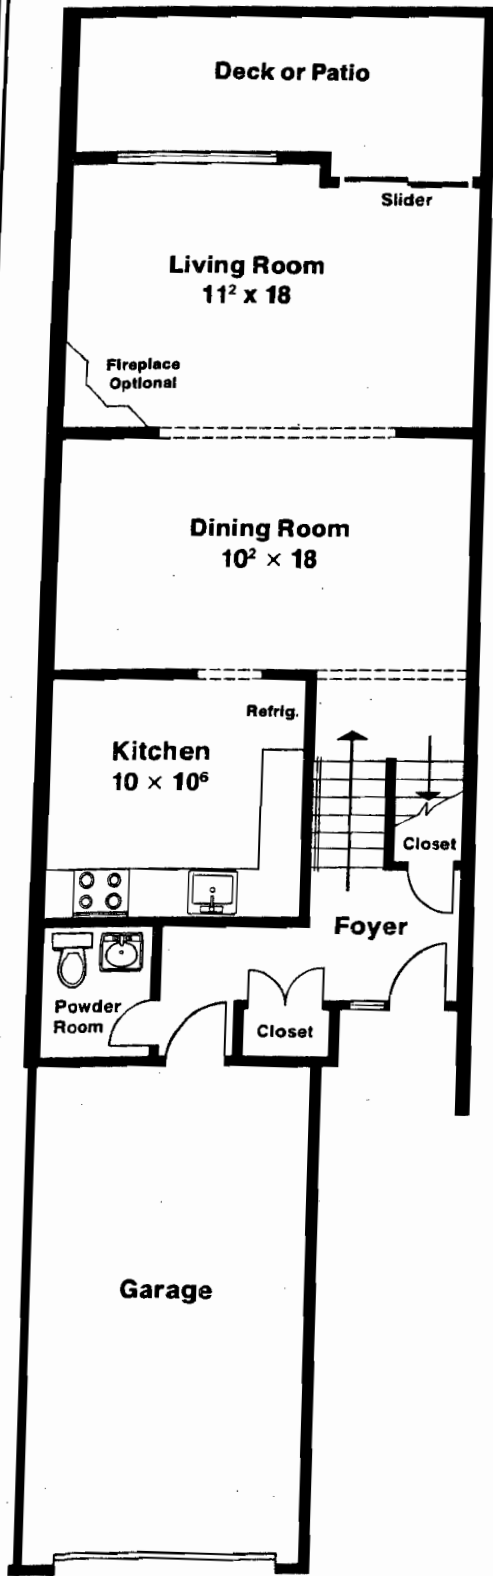 Deck or Patio
Slider
Living Room
11² x 18
Fireplace
Optional
Dining Room
10² × 18
Refrig.
Kitchen
10 × 10⁶
Closet
Foyer
Powder
Room
Closet
Garage